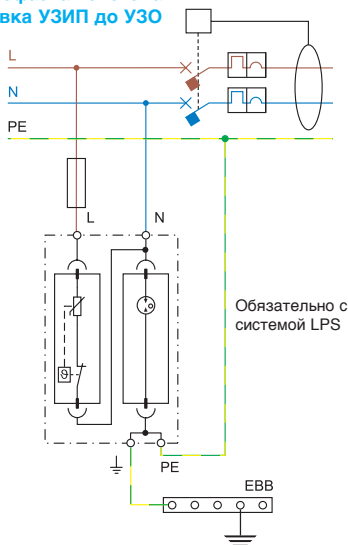 вка УЗИП до УЗО
L
N
PE
L
N
Обязательно с
системой LPS
ϑ
PE
EBB